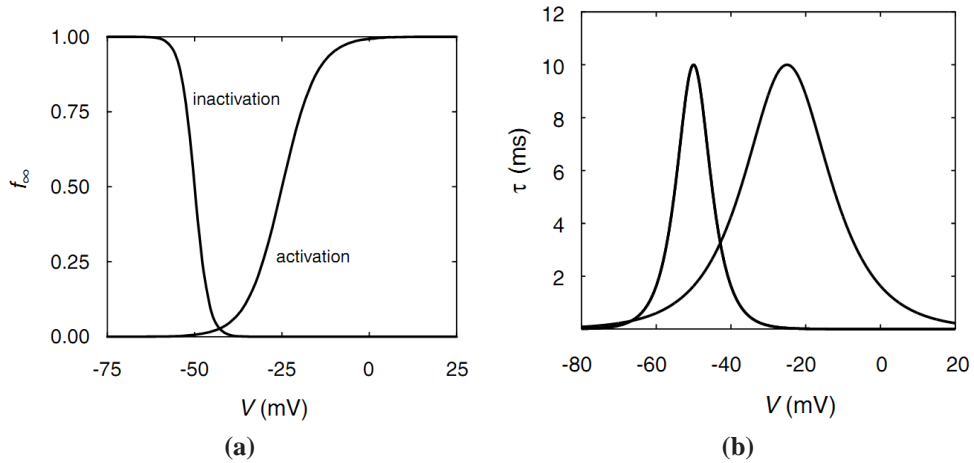 1.00
0.75
0.50
0.25
0.00
f∞
inactivation
activation
-75 -50 -25 0 25
V (mV)
(a)
12
10
8
6
4
2
τ (ms)
-80 -60 -40 -20 0 20
V (mV)
(b)